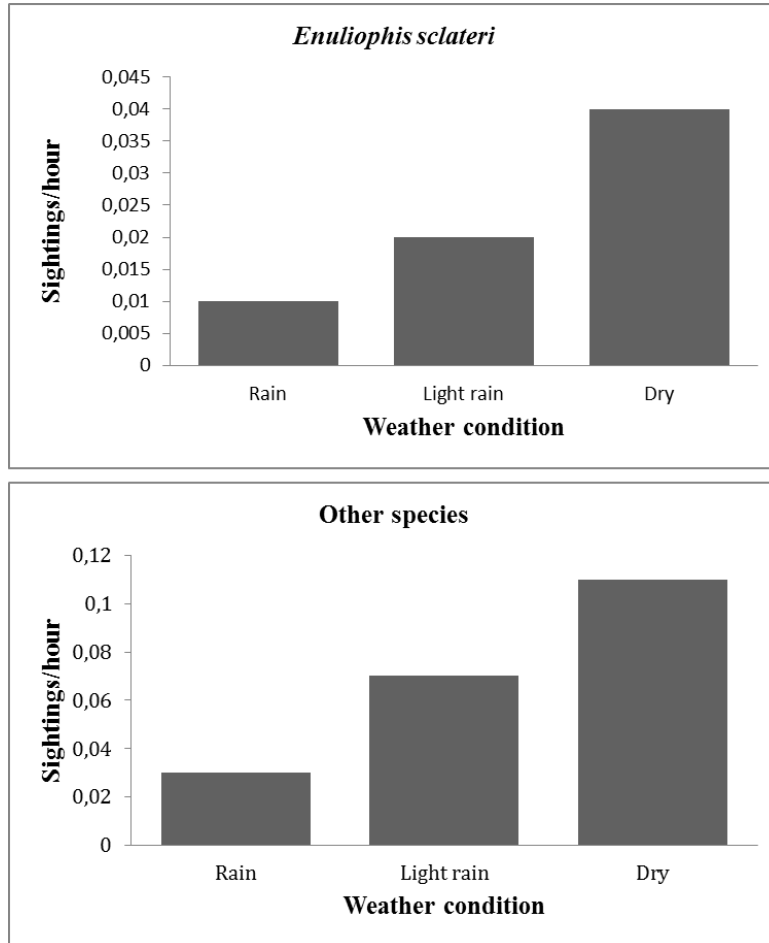 Enuliophis sclateri
0,045
0,04
0,035
0,03
0,025
0,02
0,015
0,01
0,005
0
Sightings/hour
Rain Light rain Dry
Weather condition
Other species
0,12
0,1
0,08
0,06
0,04
0,02
0
Sightings/hour
Rain Light rain Dry
Weather condition